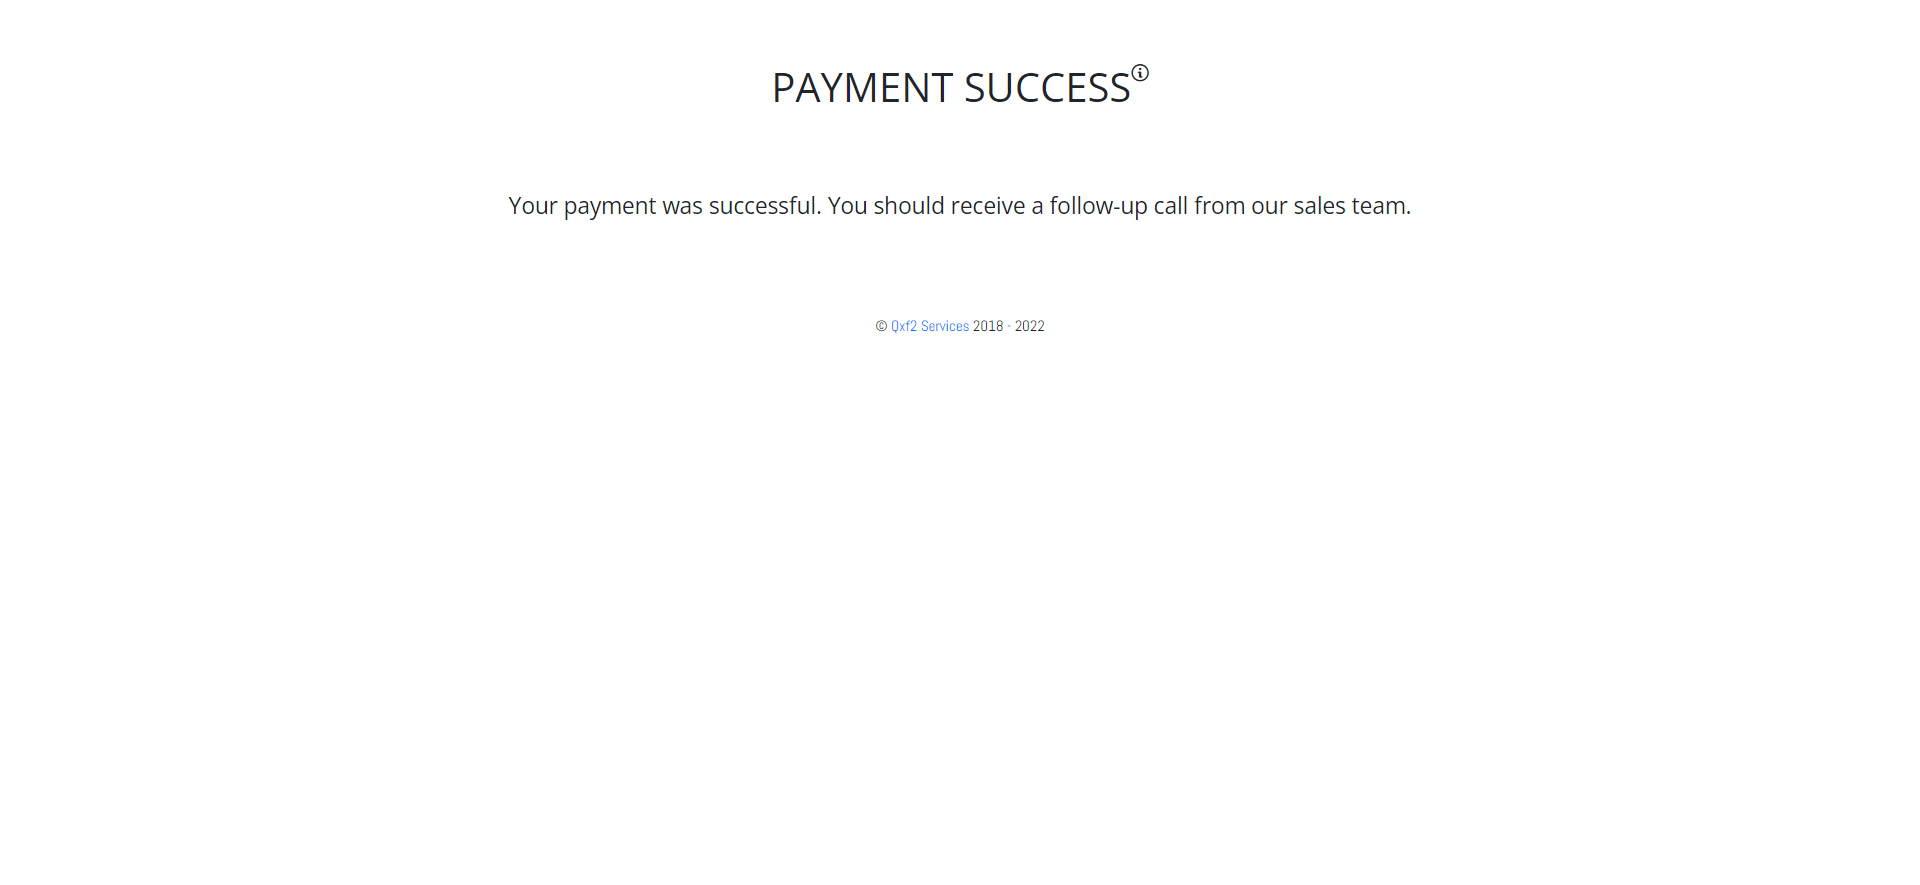 PAYMENT SUCCESS
Your payment was successful. You should receive a follow-up call from our sales team.
© Qxf2 Services 2018 - 2022